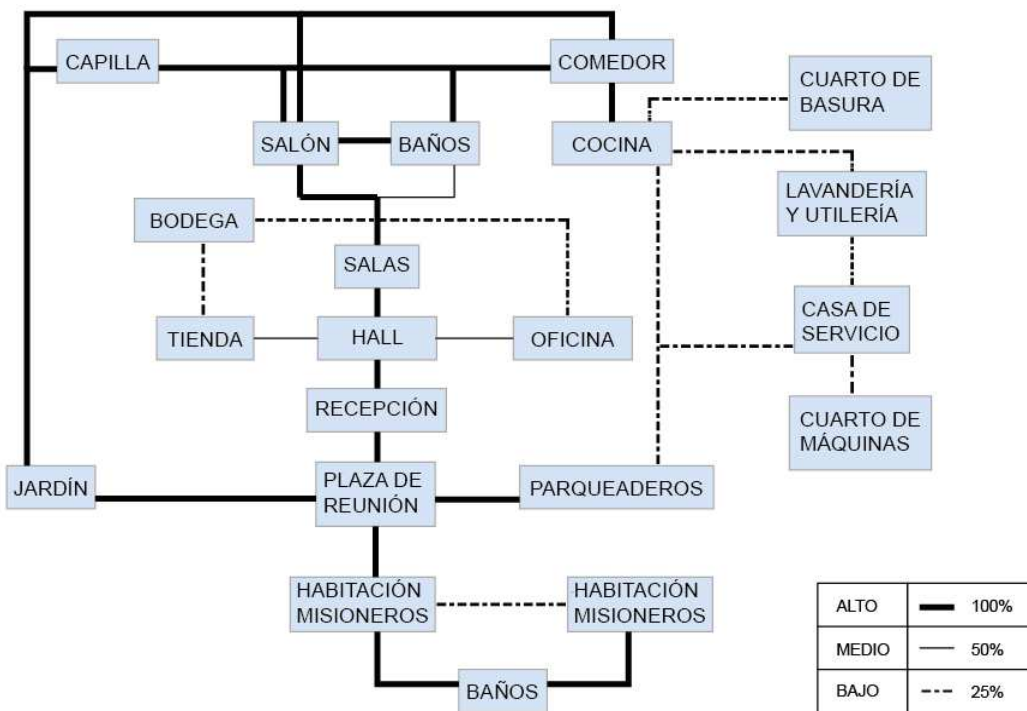 CAPILLA
COMEDOR
CUARTO DE
BASURA
SALÓN
BAÑOS
COCINA
LAVANDERÍA
Y UTILERÍA
BODEGA
SALAS
CASA DE
SERVICIO
TIENDA
HALL
OFICINA
RECEPCIÓN
CUARTO DE
MÁQUINAS
JARDÍN
PLAZA DE
REUNIÓN
PARQUEADEROS
HABITACIÓN
MISIONEROS
HABITACIÓN
MISIONEROS
BAÑOS
ALTO 100%
MEDIO 50%
BAJO 25%